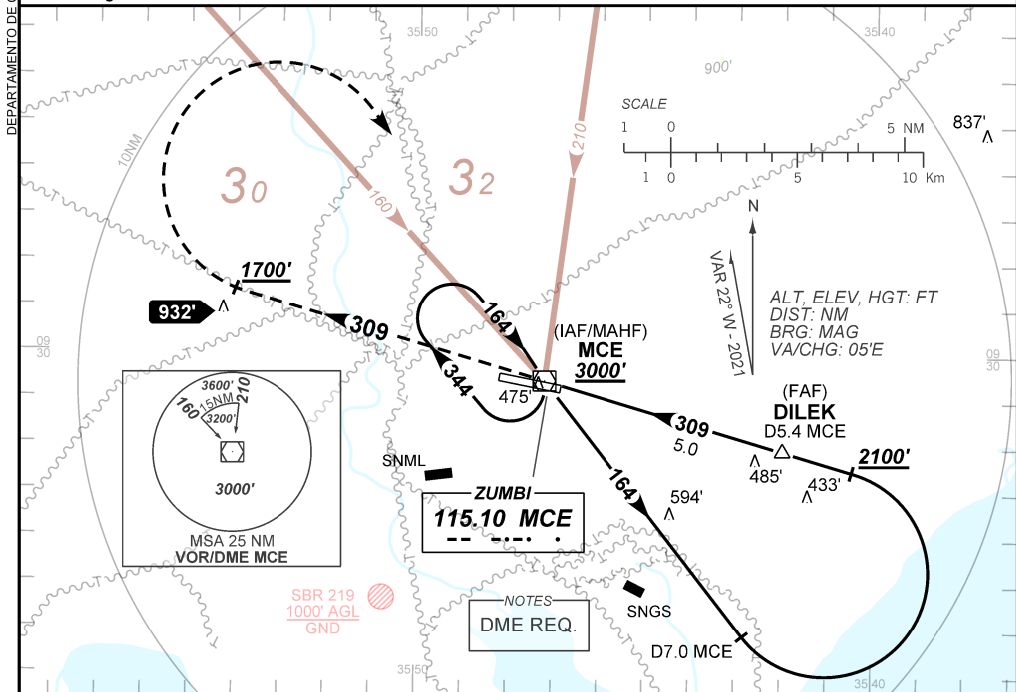 DEPARTAMENTO DE
35 50
35 40
900'
SCALE
1 0 5 NM
1 0 5 10 Km
837'
10NM
30
32
160
210
N
VAR 22° W - 2021
ALT, ELEV, HGT: FT
DIST: NM
BRG: MAG
VA/CHG: 05'E
1700'
932'
309
164
344
(IAF/MAHF)
MCE
3000'
475'
09
30
09
30
(FAF)
DILEK
D5.4 MCE
309
5.0
2100'
485'
433'
3600'
160
15NM
210
3200'
3000'
MSA 25 NM
VOR/DME MCE
SNML
ZUMBI
115.10 MCE
-- -.-. .
164
594'
SBR 219
1000' AGL
GND
NOTES
DME REQ.
SNGS
D7.0 MCE
35 50
35 40